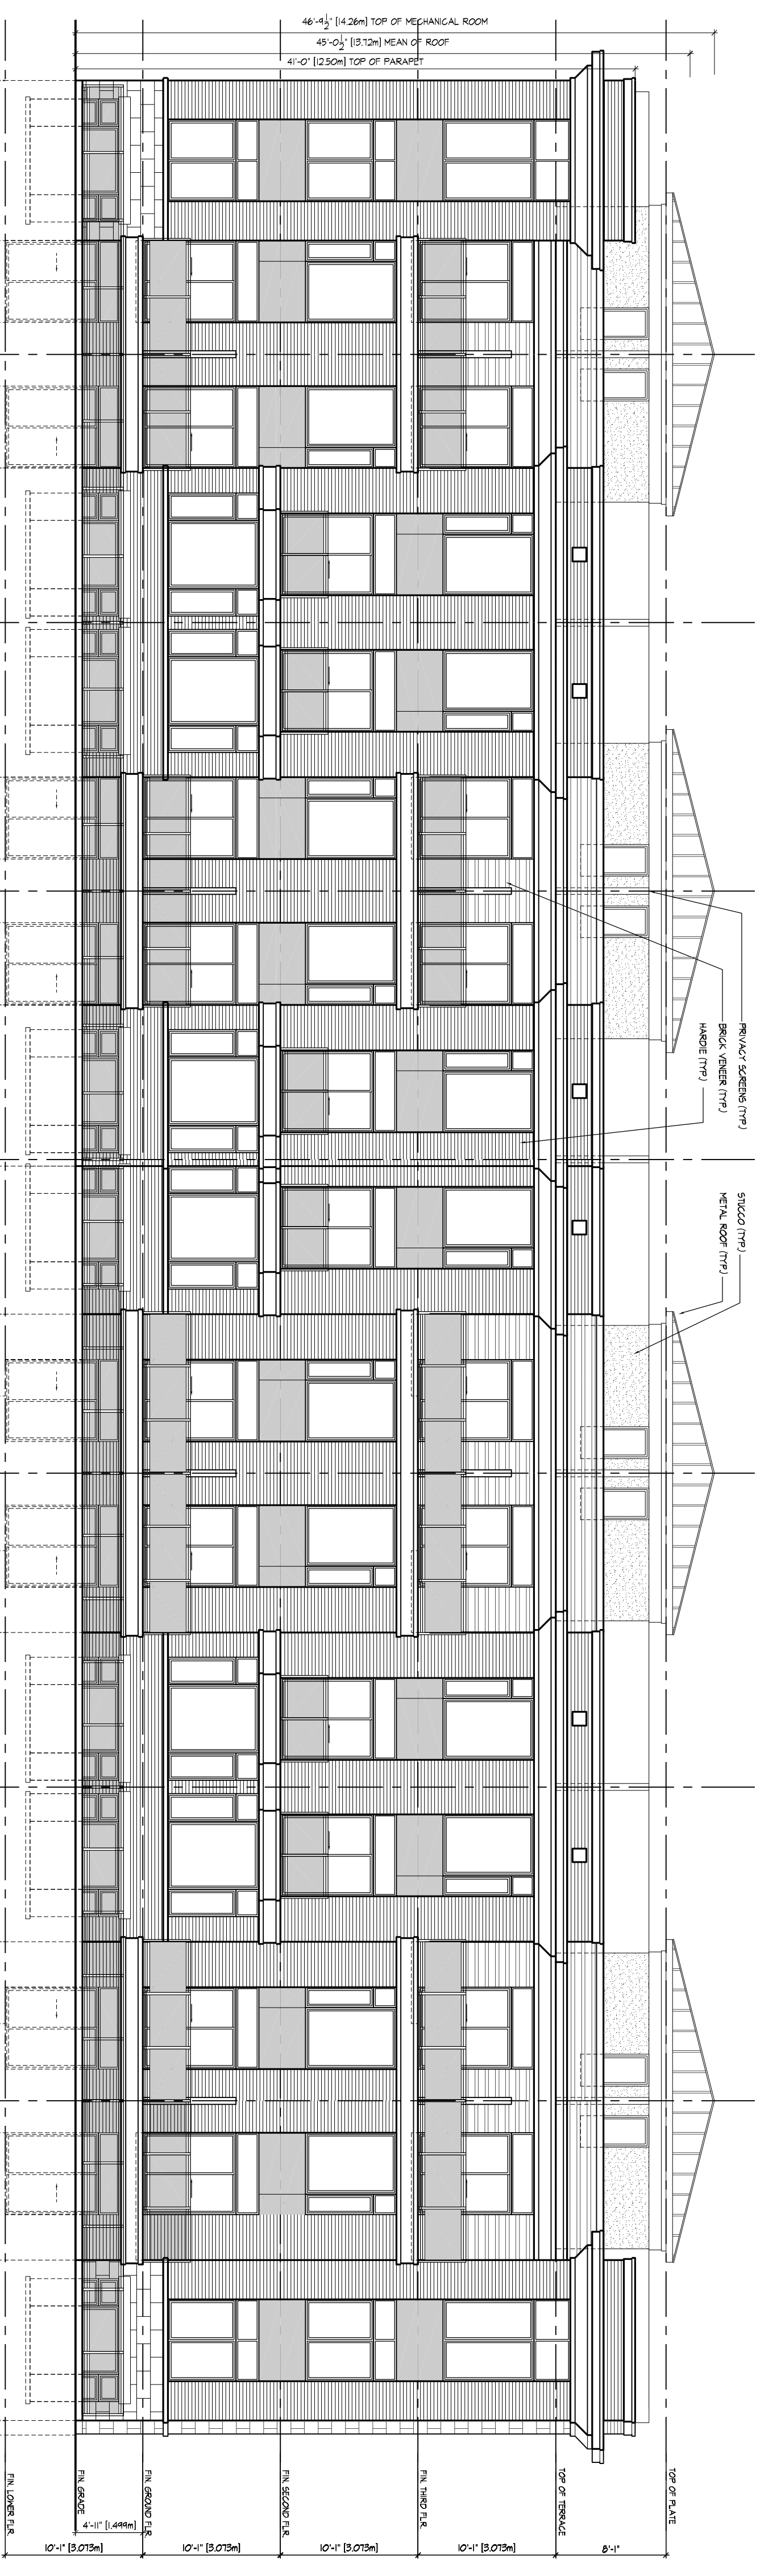 46'-9½" [14.26m] TOP OF MECHANICAL ROOM
45'-0½" [13.72m] MEAN OF ROOF
41'-0" [12.50m] TOP OF PARAPET
PRIVACY SCREENS (TYP.)
BRICK VENEER (TYP.)
HARDIE (TYP.)
STUCCO (TYP.)
METAL ROOF (TYP.)
TOP OF PLATE
TOP OF TERRACE
FIN. THIRD FLR.
FIN. SECOND FLR.
FIN. GROUND FLR.
FIN. GRADE
FIN. LOWER FLR.
8'-1"
10'-1" [3.073m]
10'-1" [3.073m]
10'-1" [3.073m]
4'-11" [1.499m]
10'-1" [3.073m]